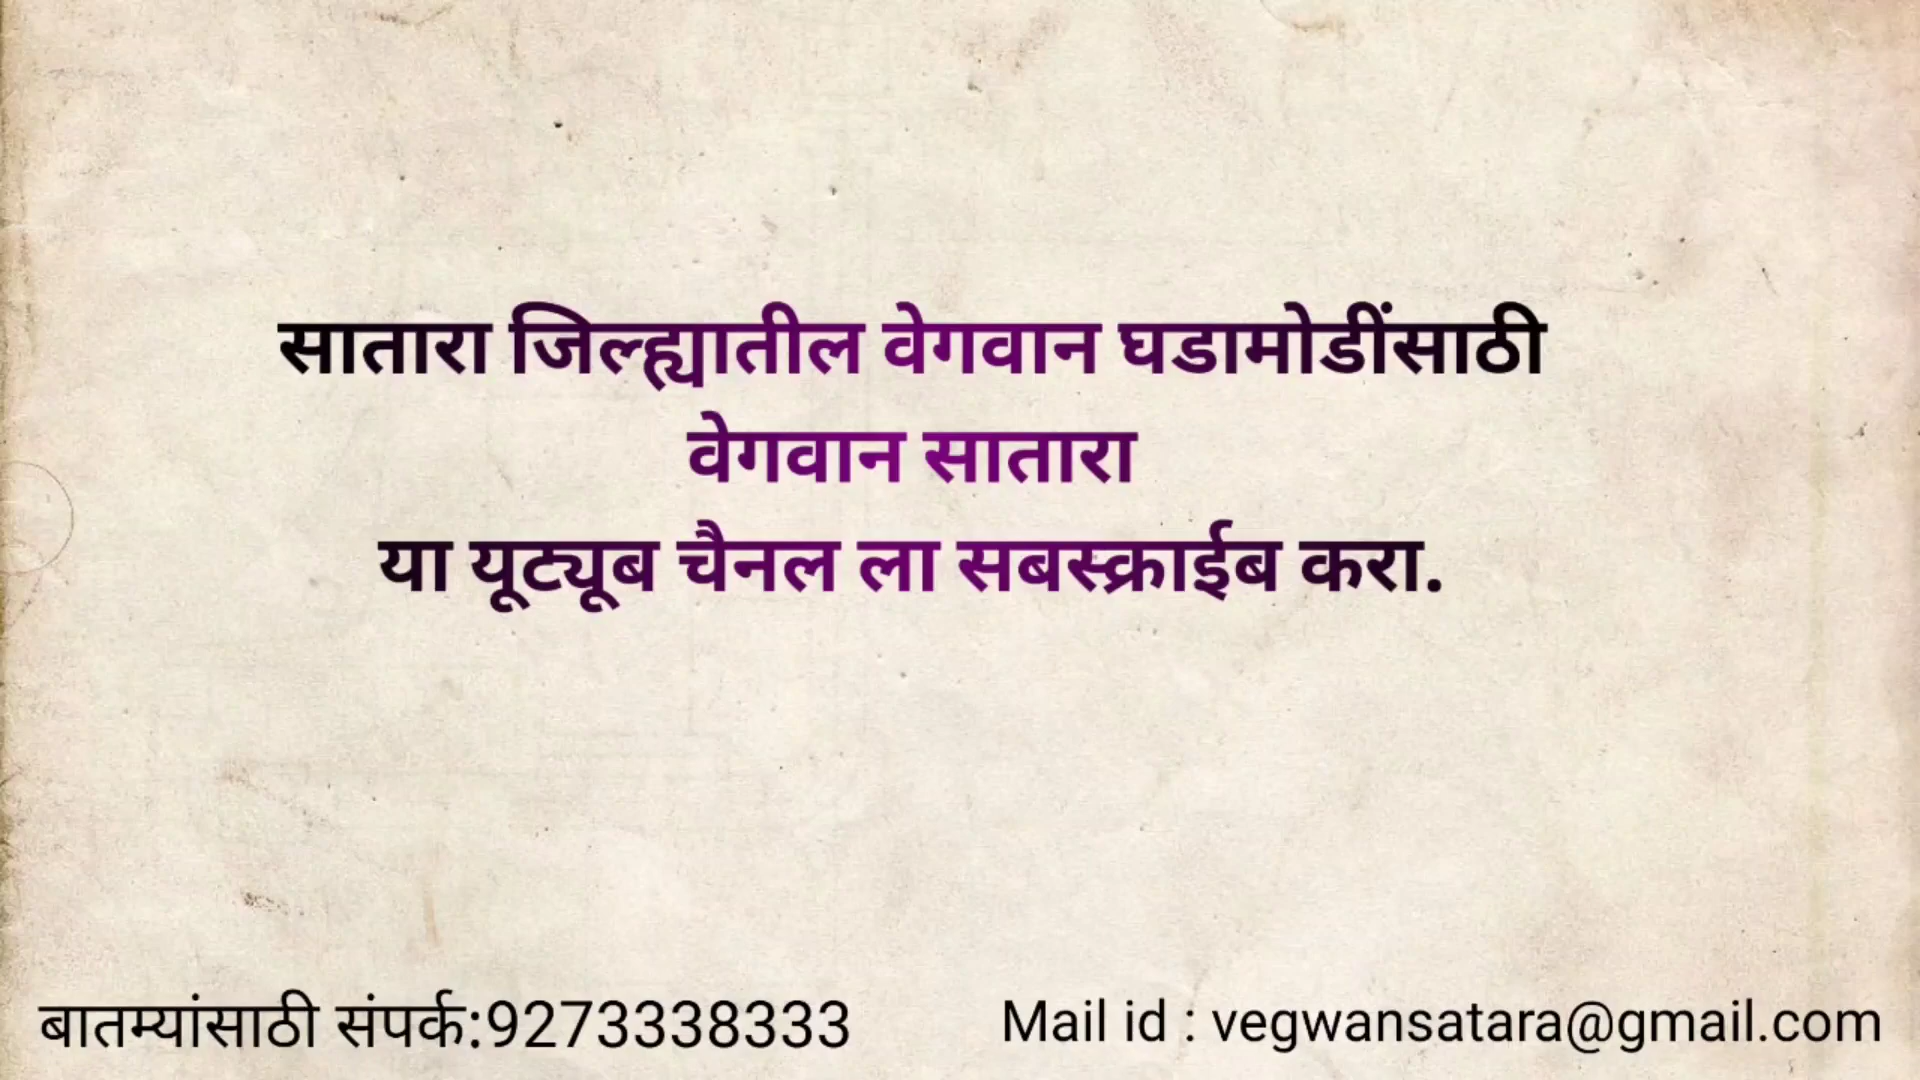 सातारा जिल्ह्यातील वेगवान घडामोडींसाठी
वेगवान सातारा
या यूट्यूब चैनल ला सबस्क्राईब करा.
बातम्यांसाठी संपर्क:9273338333
Mail id : vegwansatara@gmail.com